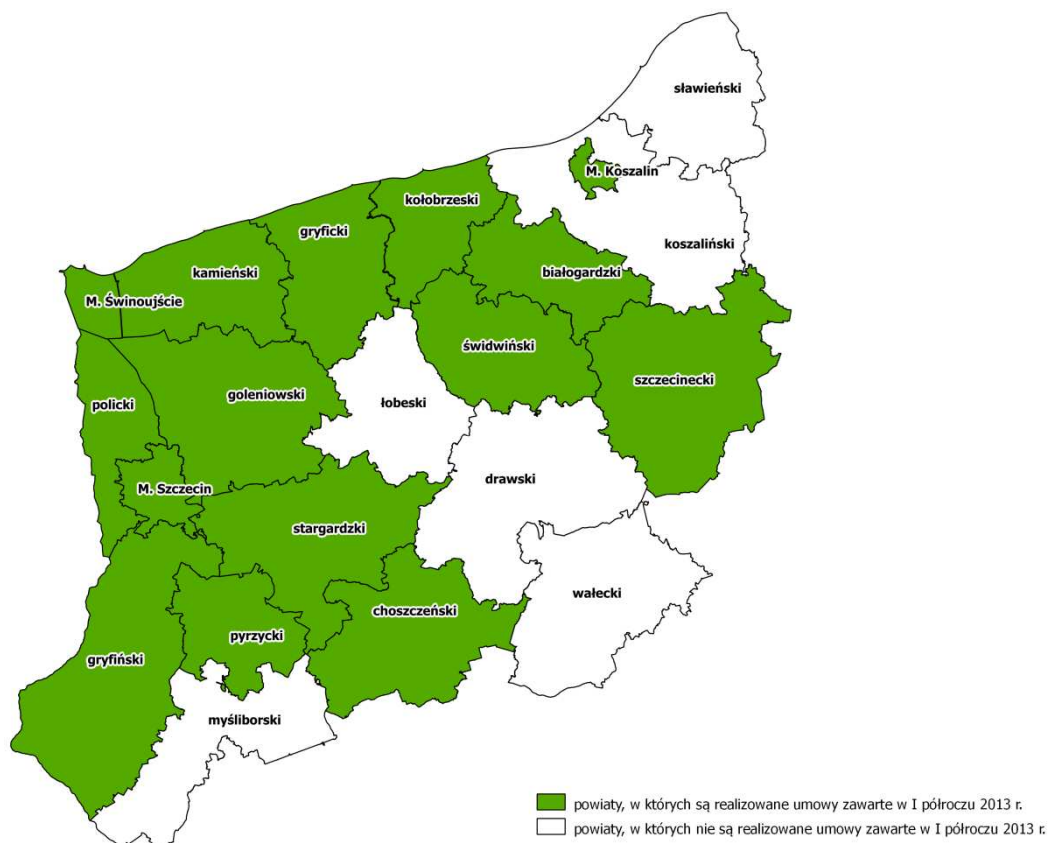 sławieński
M. Koszalin
kołobrzeski
gryficki
koszaliński
białogardzki
kamieński
M. Świnoujście
świdwiński
szczecinecki
goleniowski
łobeski
policki
drawski
M. Szczecin
stargardzki
wałecki
choszczeński
pyrzycki
gryfiński
myśliborski
powiaty, w których są realizowane umowy zawarte w I półroczu 2013 r.
powiaty, w których nie są realizowane umowy zawarte w I półroczu 2013 r.